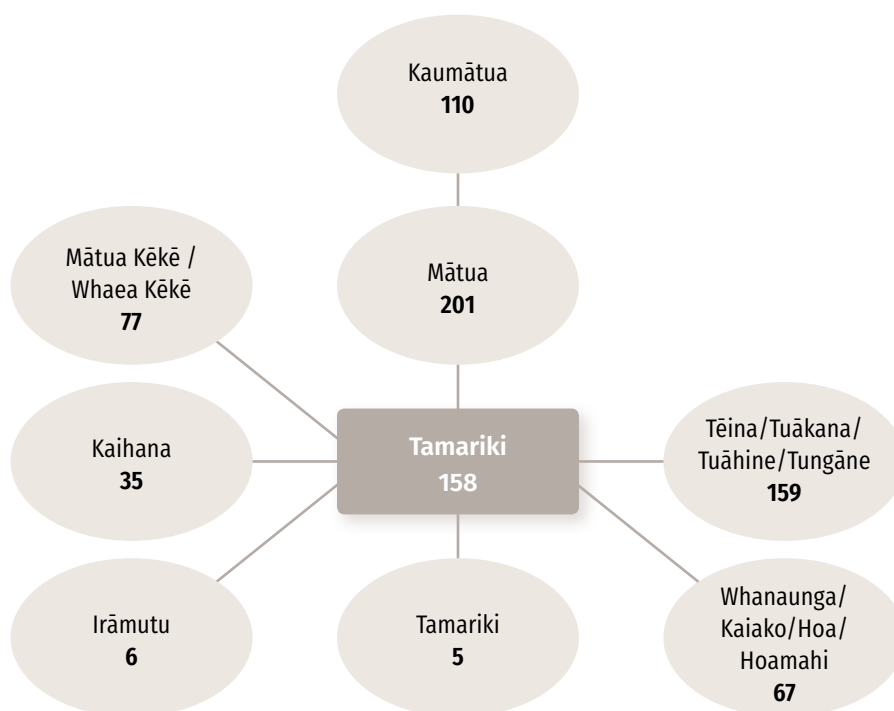 Kaumātua
110
Mātua Kēkē /
Whaea Kēkē
77
Mātua
201
Kaihana
35
Tamariki
158
Tēina/Tuākana/
Tuāhine/Tungāne
159
Irāmutu
6
Tamariki
5
Whanaunga/
Kaiako/Hoa/
Hoamahi
67